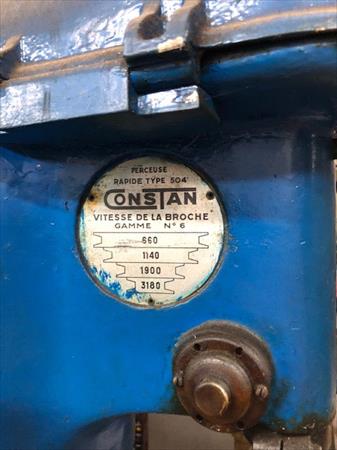 PERCEUSE
RAPIDE TYPE 504
CONSTAN
VITESSE DE LA BROCHE
GAMME N° 6
660
1140
1900
3180